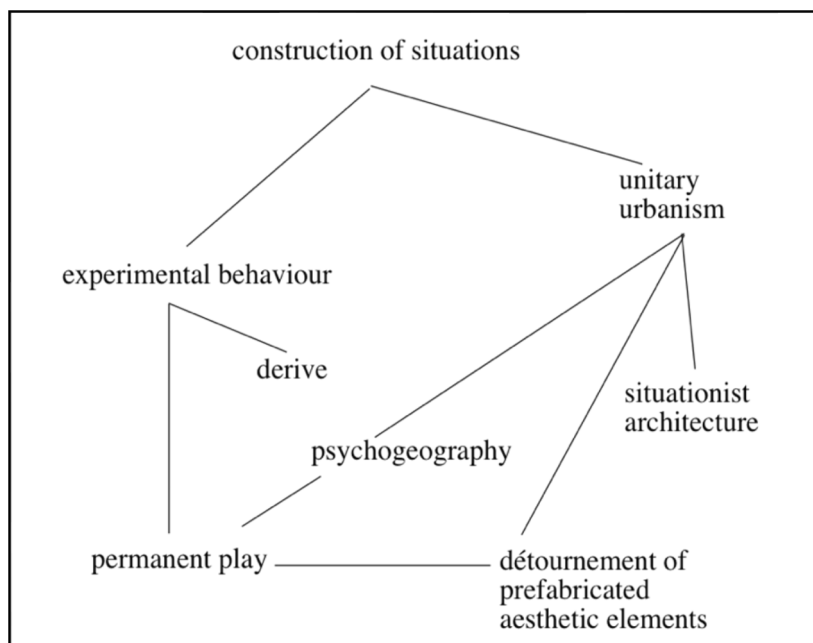 construction of situations
unitary
urbanism
experimental behaviour
derive
situationist
architecture
psychogeography
permanent play
détournement of
prefabricated
aesthetic elements